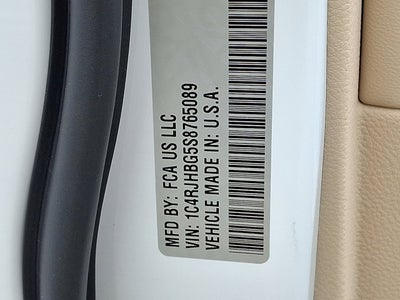 MFD BY: FCA US LLC
VIN: 1C4RJHBG5S8765089
VEHICLE MADE IN: U.S.A.